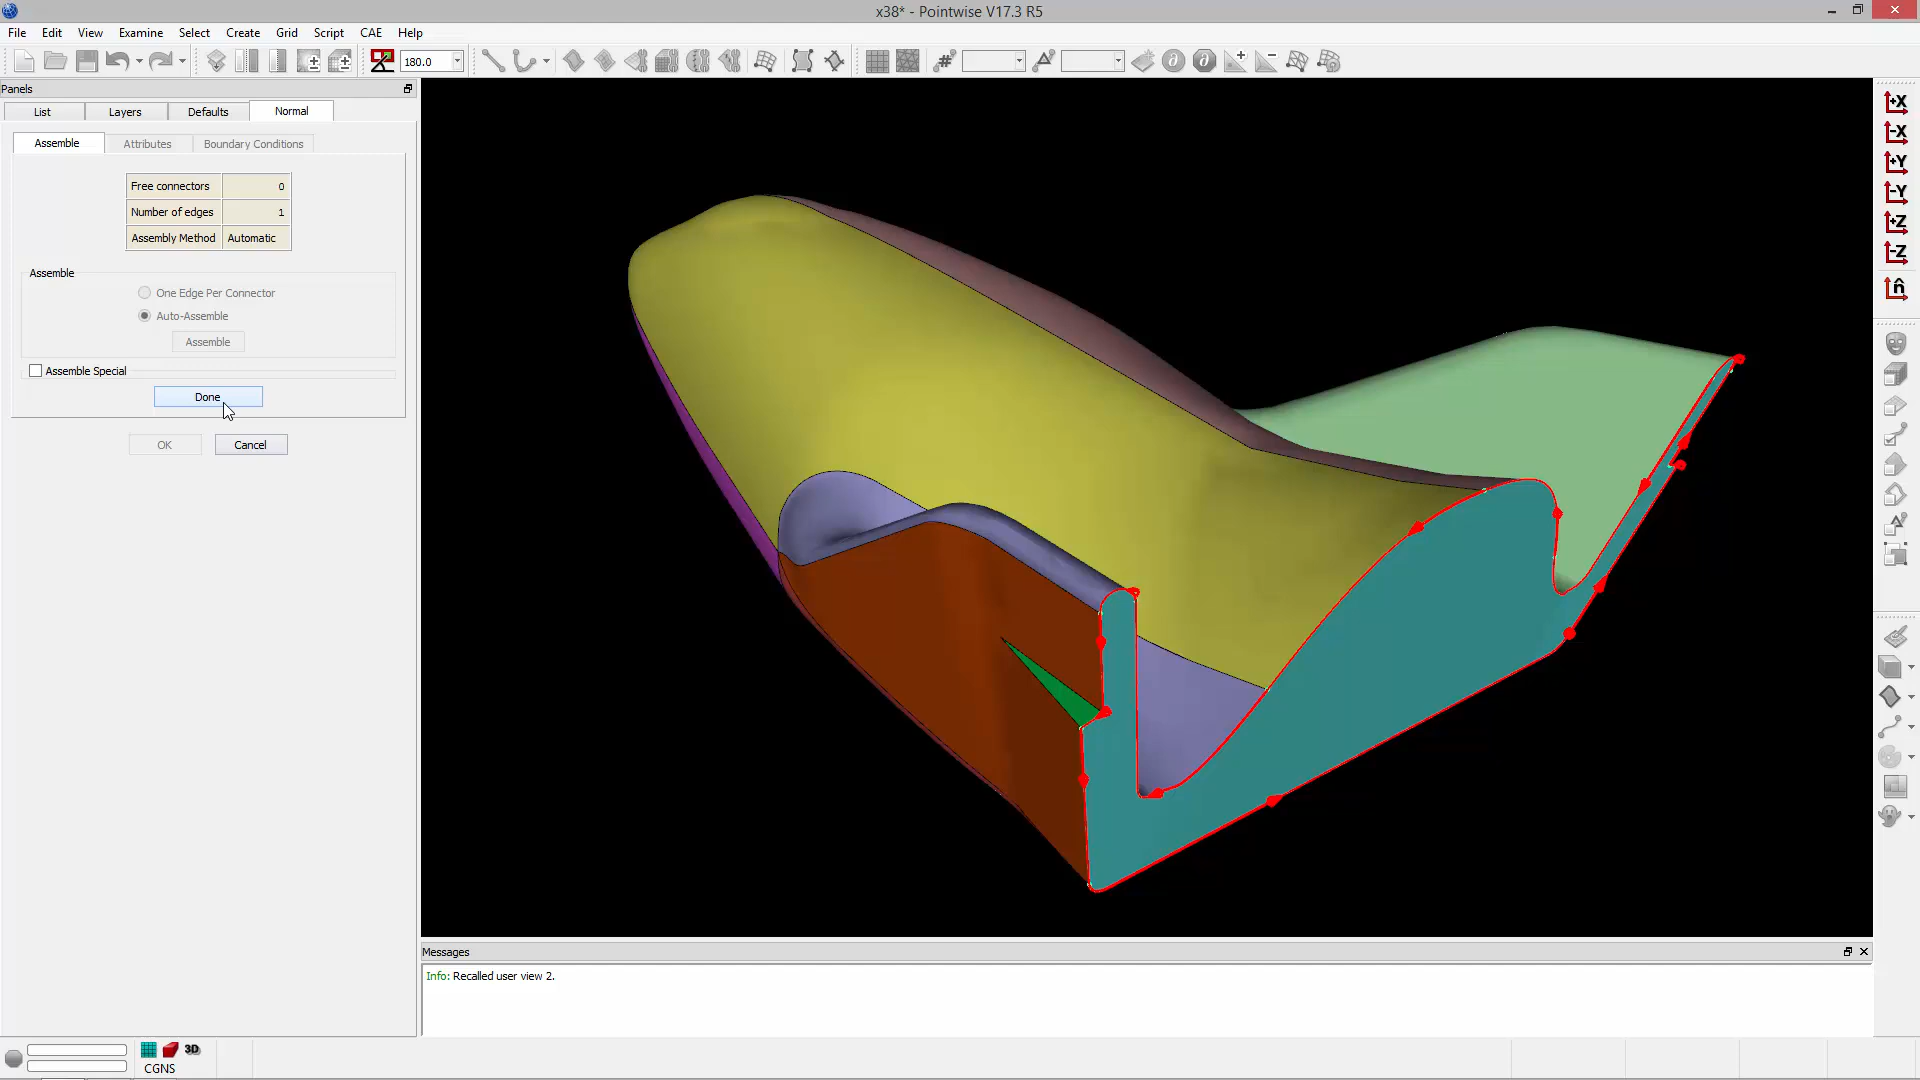 x38* - Pointwise V17.3 R5
File Edit View Examine Select Create Grid Script CAE Help
180.0
Panels
List Layers Defaults Normal
Assemble Attributes Boundary Conditions
Free connectors 0
Number of edges 1
Assembly Method Automatic
Assemble
One Edge Per Connector
Auto-Assemble
Assemble
Assemble Special
Done
OK Cancel
+X
-X
+Y
-Y
+Z
-Z
n̂
Messages
Info: Recalled user view 2.
3D
CGNS